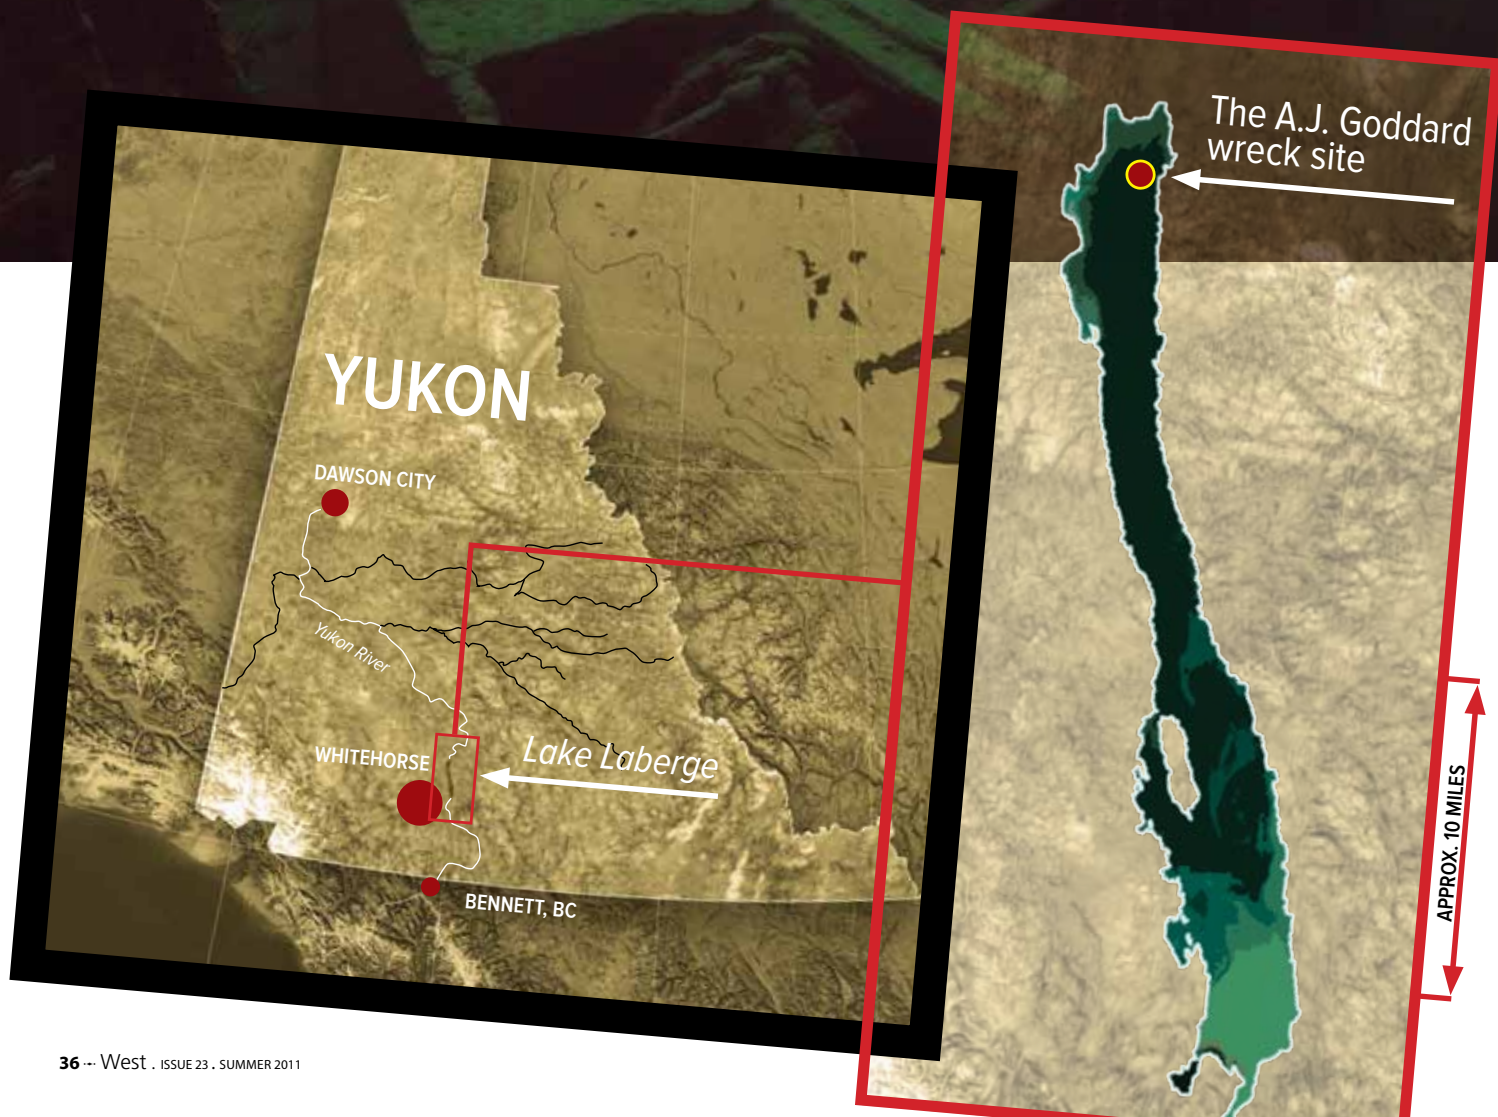 The A.J. Goddard
wreck site
YUKON
DAWSON CITY
Yukon River
WHITEHORSE
Lake Laberge
BENNETT, BC
APPROX. 10 MILES
36 West . ISSUE 23 . SUMMER 2011